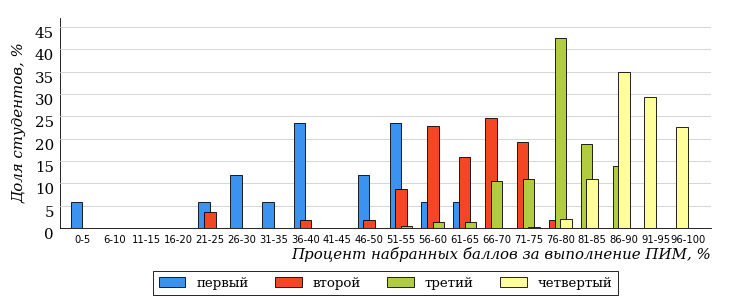 Доля студентов, %
45
40
35
30
25
20
15
10
5
0
0-5 6-10 11-15 16-20 21-25 26-30 31-35 36-40 41-45 46-50 51-55 56-60 61-65 66-70 71-75 76-80 81-85 86-90 91-95 96-100
Процент набранных баллов за выполнение ПИМ, %
первый второй третий четвертый